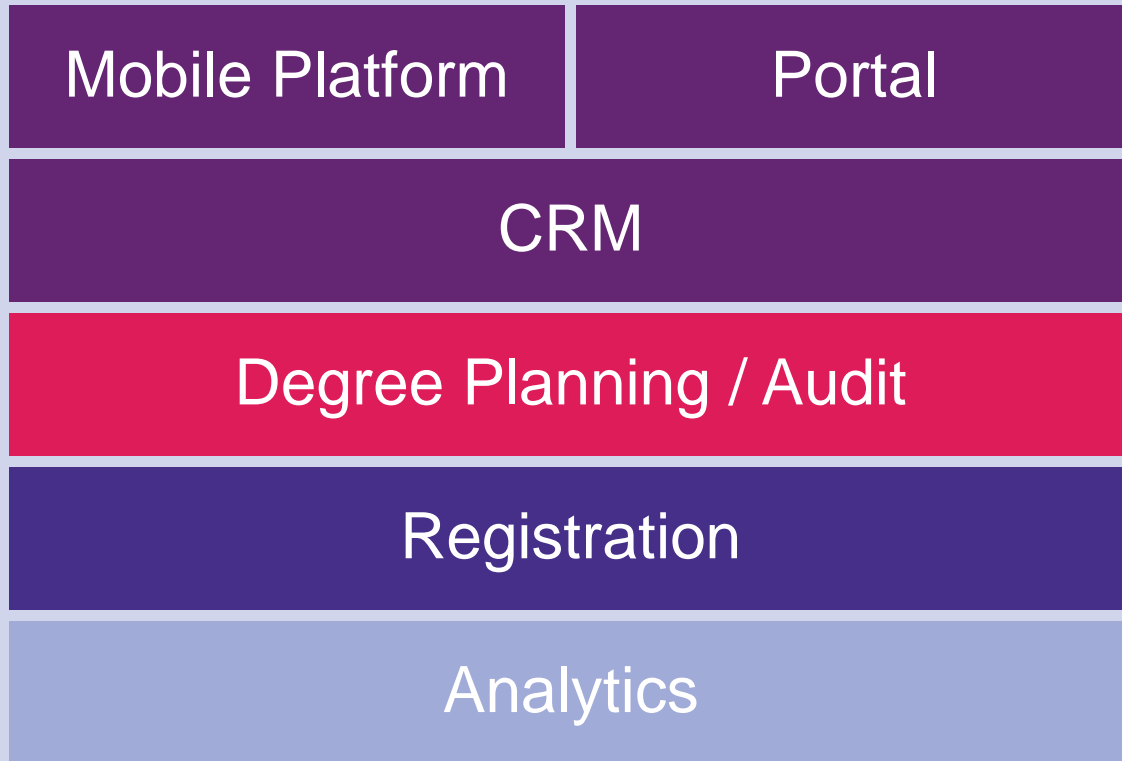 Mobile Platform
Portal
CRM
Degree Planning / Audit
Registration
Analytics